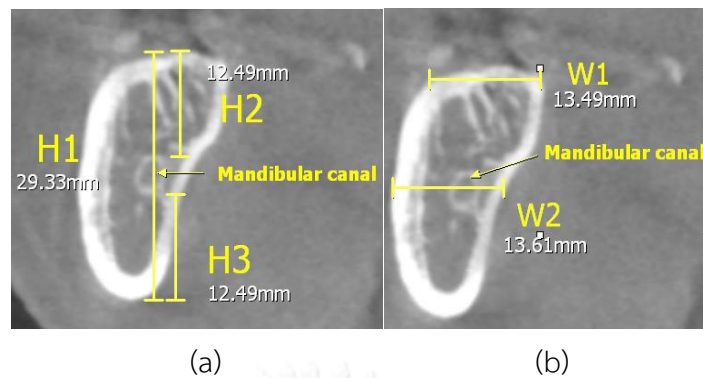 12.49mm
H2
H1
29.33mm
Mandibular canal
H3
12.49mm
W1
13.49mm
Mandibular canal
W2
13.61mm
(a)
(b)